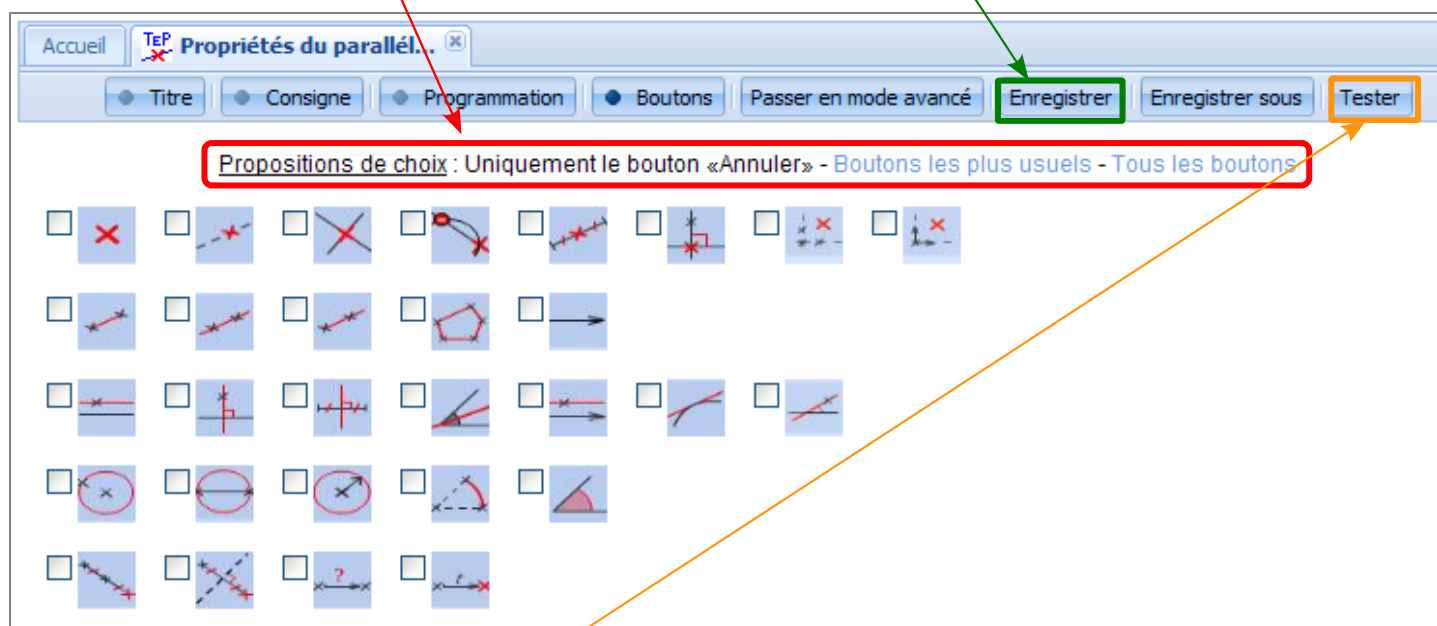 Accueil TEP Propriétés du parallél...
Titre Consigne Programmation Boutons Passer en mode avancé Enregistrer Enregistrer sous Tester
Propositions de choix : Uniquement le bouton «Annuler» - Boutons les plus usuels - Tous les boutons
?